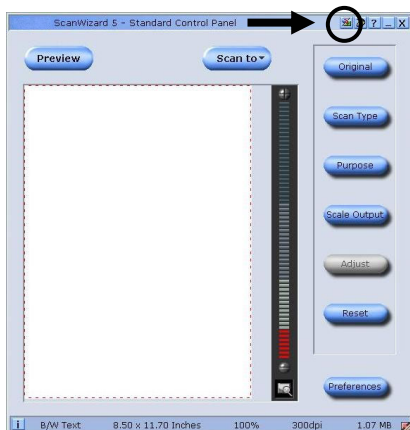 ScanWizard 5 - Standard Control Panel ? _ X
Preview
Scan to
Original
Scan Type
Purpose
Scale Output
Adjust
Reset
Preferences
i B/W Text 8.50 x 11.70 Inches 100% 300dpi 1.07 MB